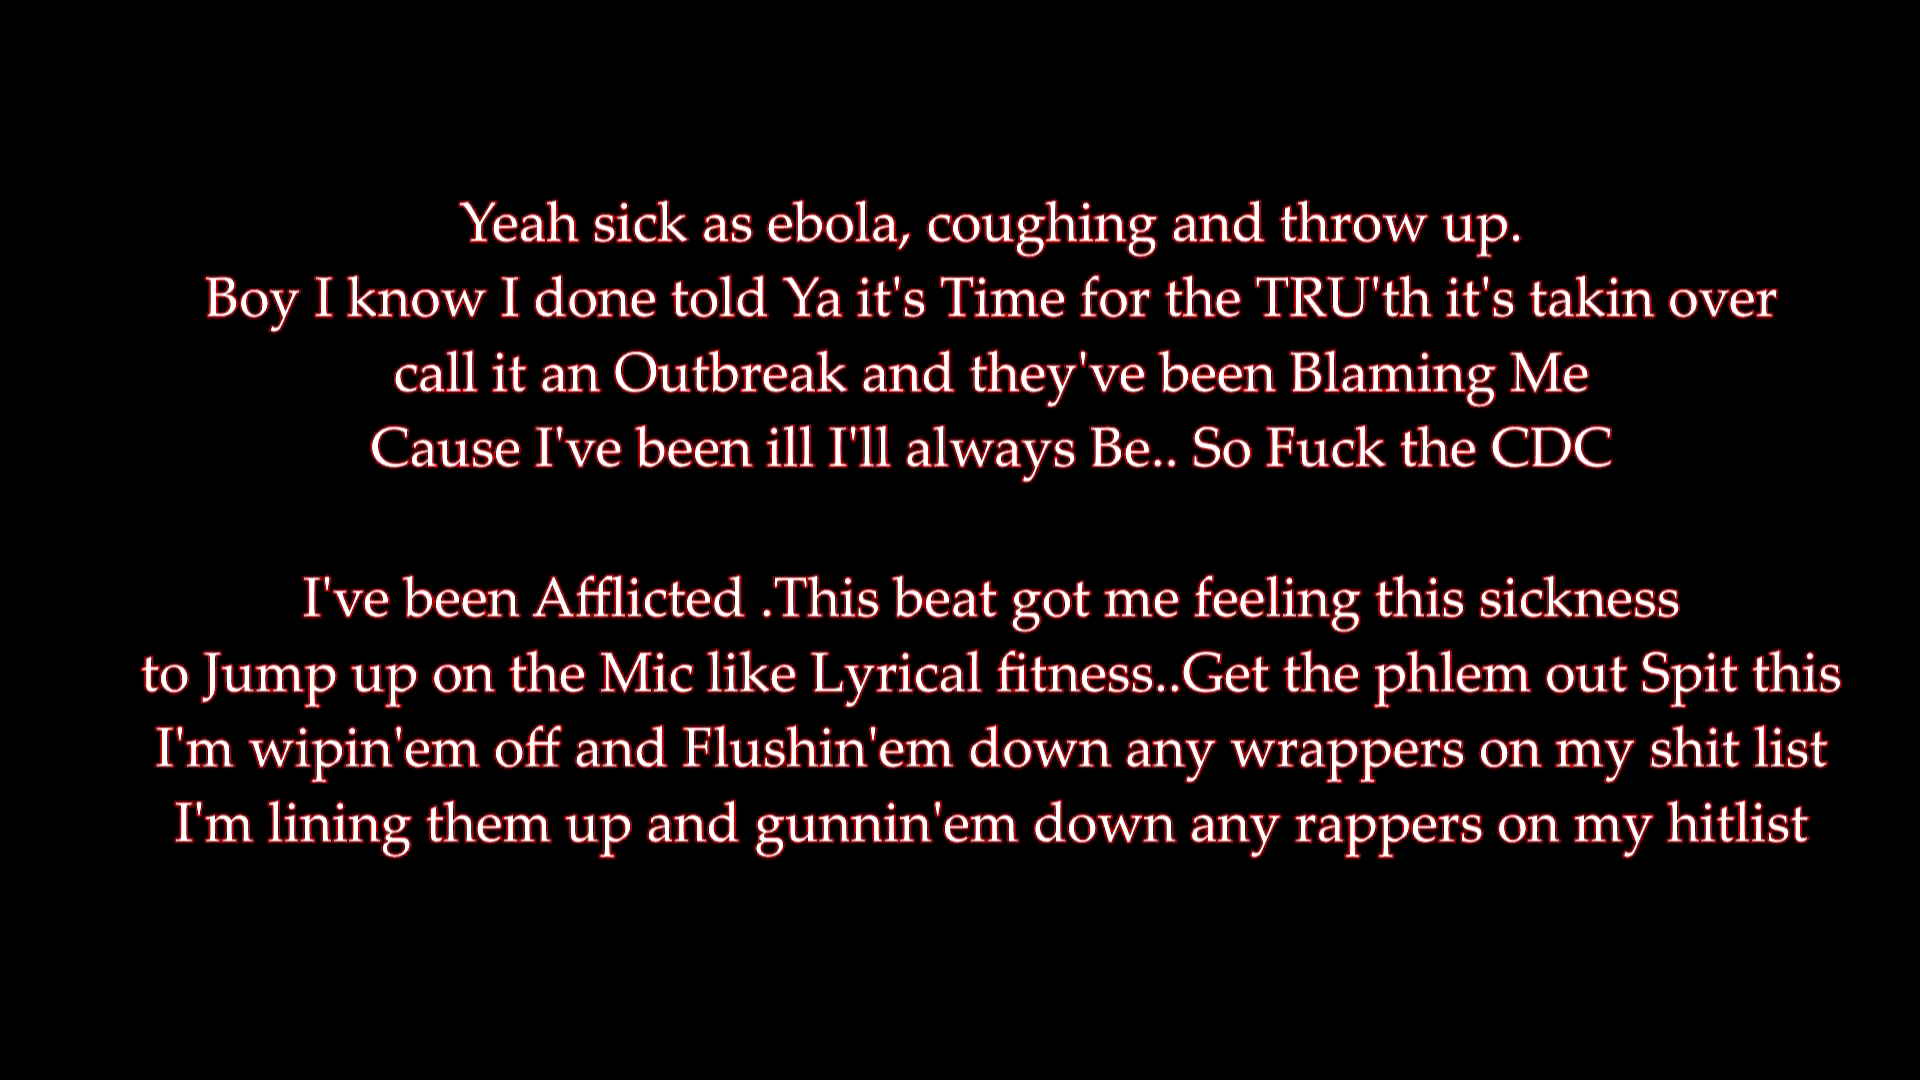 Yeah sick as ebola, coughing and throw up.
Boy I know I done told Ya it's Time for the TRU'th it's takin over
call it an Outbreak and they've been Blaming Me
Cause I've been ill I'll always Be.. So Fuck the CDC
I've been Afflicted .This beat got me feeling this sickness
to Jump up on the Mic like Lyrical fitness..Get the phlem out Spit this
I'm wipin'em off and Flushin'em down any wrappers on my shit list
I'm lining them up and gunnin'em down any rappers on my hitlist